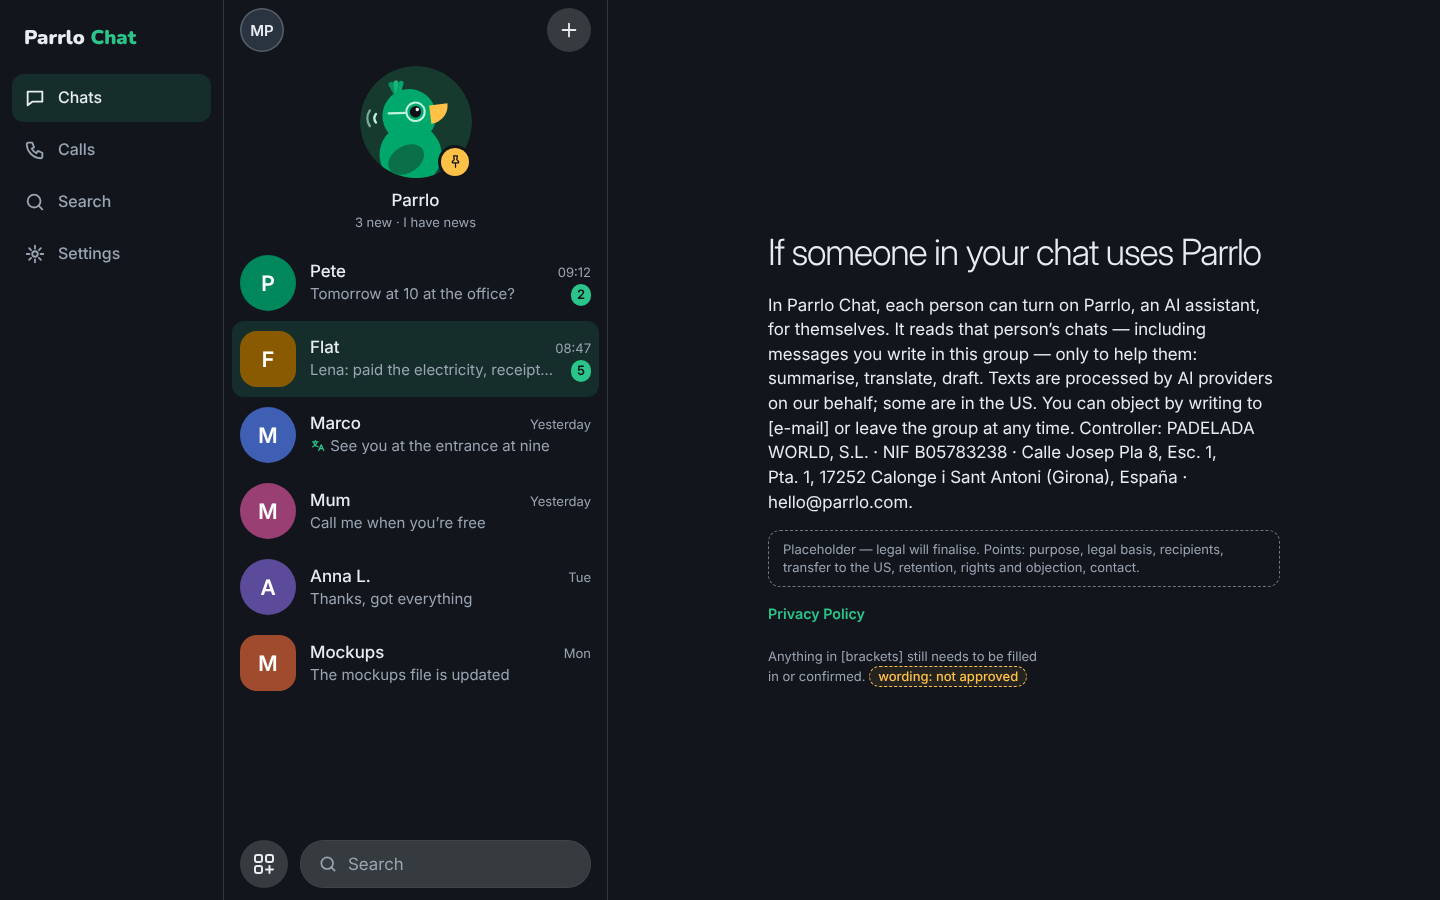 Parrlo Chat
Chats
Calls
Search
Settings
MP
Parrlo
3 new · I have news
P
Pete
09:12
Tomorrow at 10 at the office?
2
F
Flat
08:47
Lena: paid the electricity, receipt…
5
M
Marco
Yesterday
See you at the entrance at nine
M
Mum
Yesterday
Call me when you’re free
A
Anna L.
Tue
Thanks, got everything
M
Mockups
Mon
The mockups file is updated
Search
If someone in your chat uses Parrlo
In Parrlo Chat, each person can turn on Parrlo, an AI assistant,
for themselves. It reads that person’s chats — including
messages you write in this group — only to help them:
summarise, translate, draft. Texts are processed by AI providers
on our behalf; some are in the US. You can object by writing to
[e-mail] or leave the group at any time. Controller: PADELADA
WORLD, S.L. · NIF B05783238 · Calle Josep Pla 8, Esc. 1,
Pta. 1, 17252 Calonge i Sant Antoni (Girona), España ·
hello@parrlo.com.
Placeholder — legal will finalise. Points: purpose, legal basis, recipients,
transfer to the US, retention, rights and objection, contact.
Privacy Policy
Anything in [brackets] still needs to be filled
in or confirmed. wording: not approved